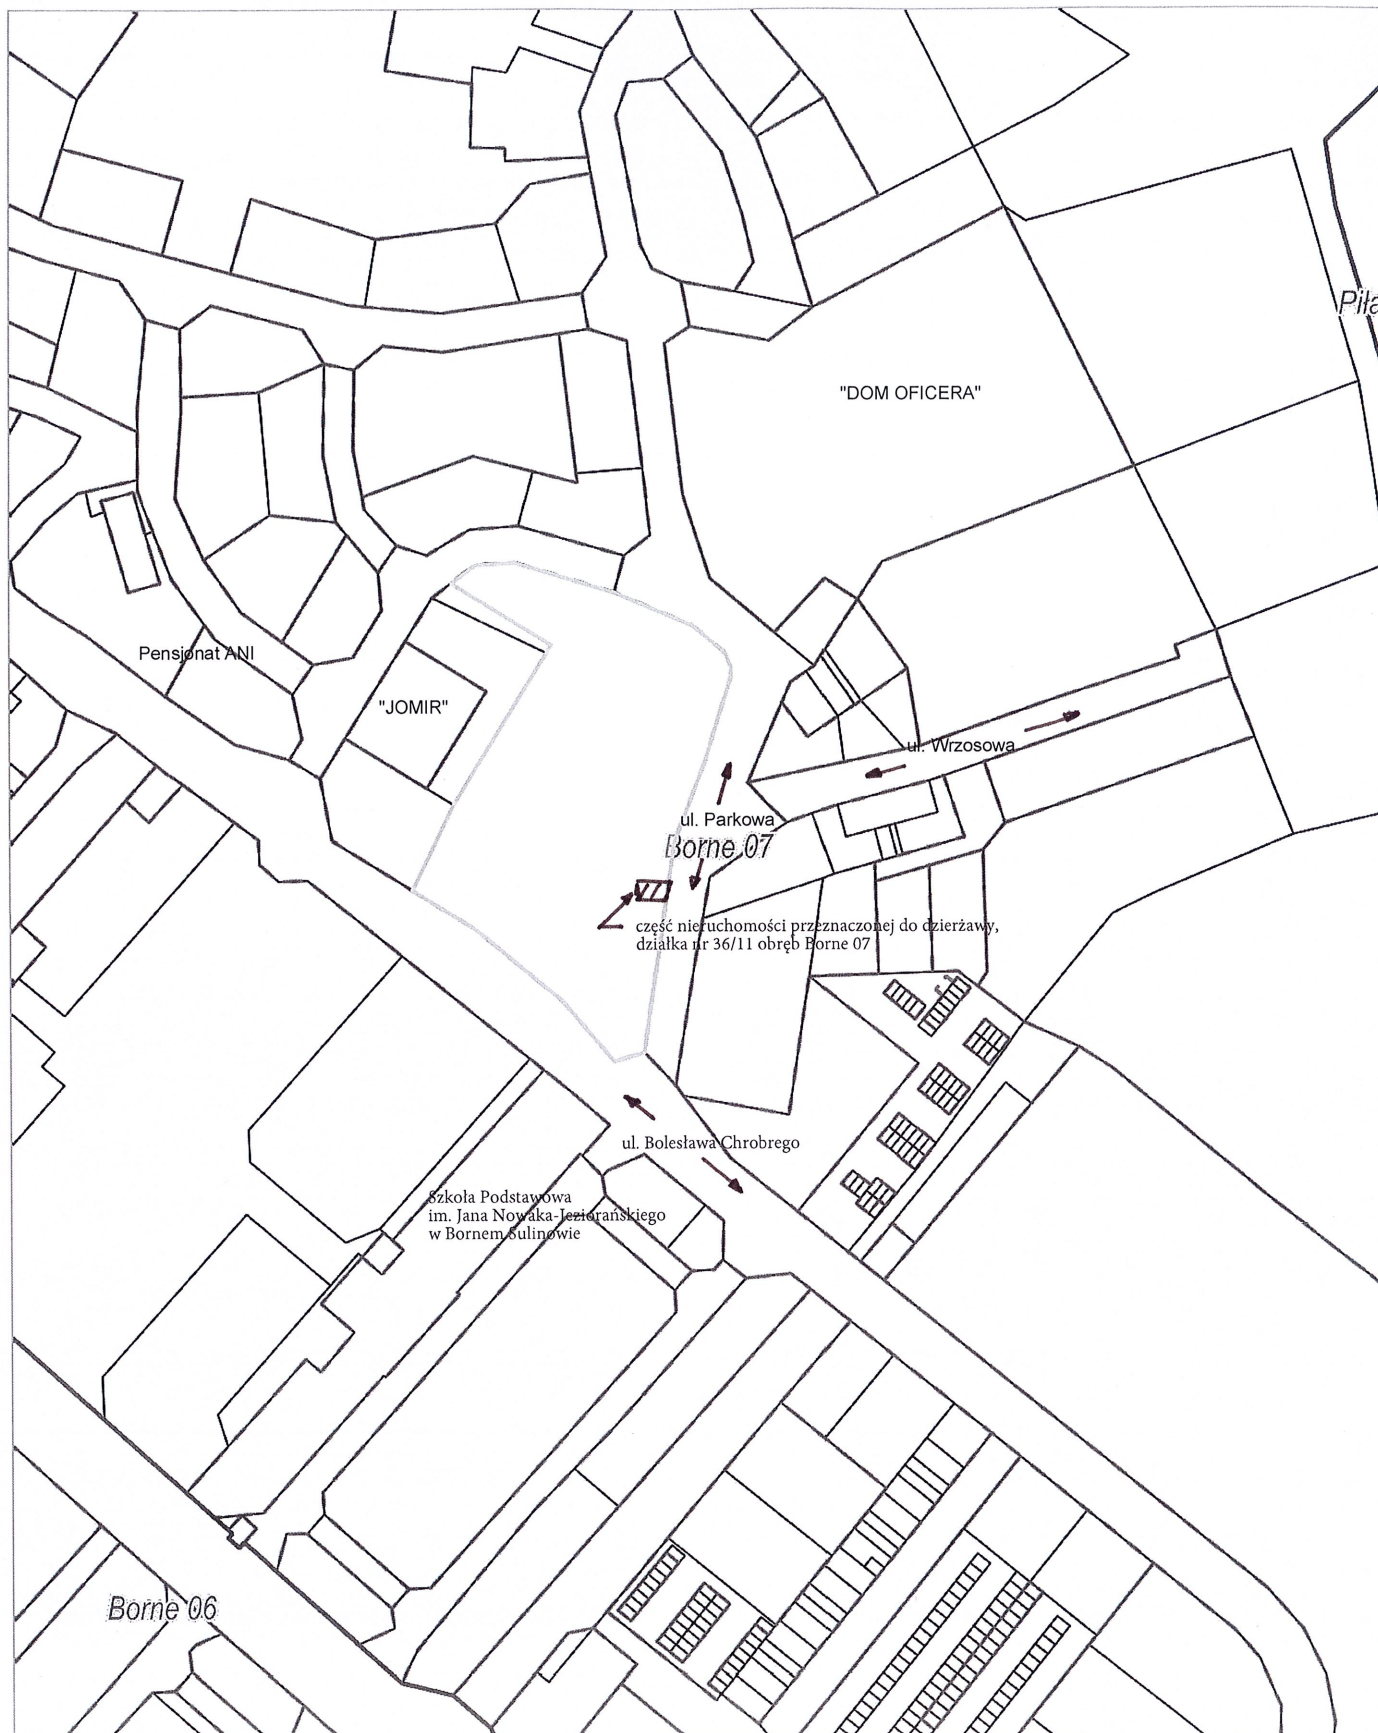 Piła
"DOM OFICERA"
Pensjonat ANI
"JOMIR"
ul. Wrzosowa
ul. Parkowa
Borne 07
część nieruchomości przeznaczonej do dzierżawy,
działka nr 36/11 obręb Borne 07
ul. Bolesława Chrobrego
Szkoła Podstawowa
im. Jana Nowaka-Jeziorańskiego
w Bornem Sulinowie
Borne 06